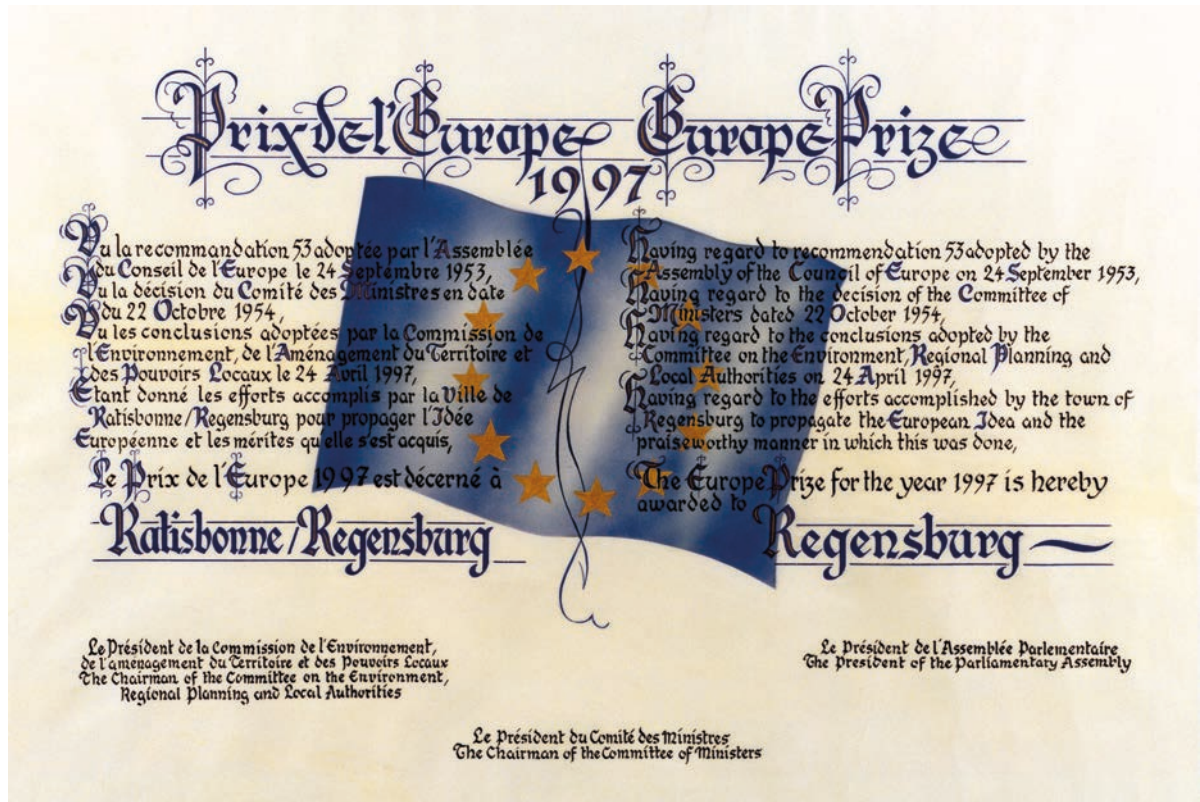 Prix de l'Europe
Europe Prize
1997
Vu la recommandation 53 adoptée par l'Assemblée
du Conseil de l'Europe le 24 Septembre 1953,
Vu la décision du Comité des Ministres en date
du 22 Octobre 1954,
Vu les conclusions adoptées par la Commission de
l'Environnement, de l'Aménagement du Territoire et
des Pouvoirs Locaux le 24 Avril 1997,
Etant donné les efforts accomplis par la Ville de
Ratisbonne/Regensburg pour propager l'Idée
Européenne et les mérites qu'elle s'est acquis,
Le Prix de l'Europe 1997 est décerné à
Ratisbonne/Regensburg
Having regard to recommendation 53 adopted by the
Assembly of the Council of Europe on 24 September 1953,
Having regard to the decision of the Committee of
Ministers dated 22 October 1954,
Having regard to the conclusions adopted by the
Committee on the Environment, Regional Planning and
Local Authorities on 24 April 1997,
Having regard to the efforts accomplished by the town of
Regensburg to propagate the European Idea and the
praiseworthy manner in which this was done,
The Europe Prize for the year 1997 is hereby
awarded to
Regensburg
Le Président de la Commission de l'Environnement,
de l'amenagement du Territoire et des Pouvoirs Locaux
The Chairman of the Committee on the Environment,
Regional Planning and Local Authorities
Le Président de l'Assemblée Parlementaire
The President of the Parliamentary Assembly
Le Président du Comité des Ministres
The Chairman of the Committee of Ministers